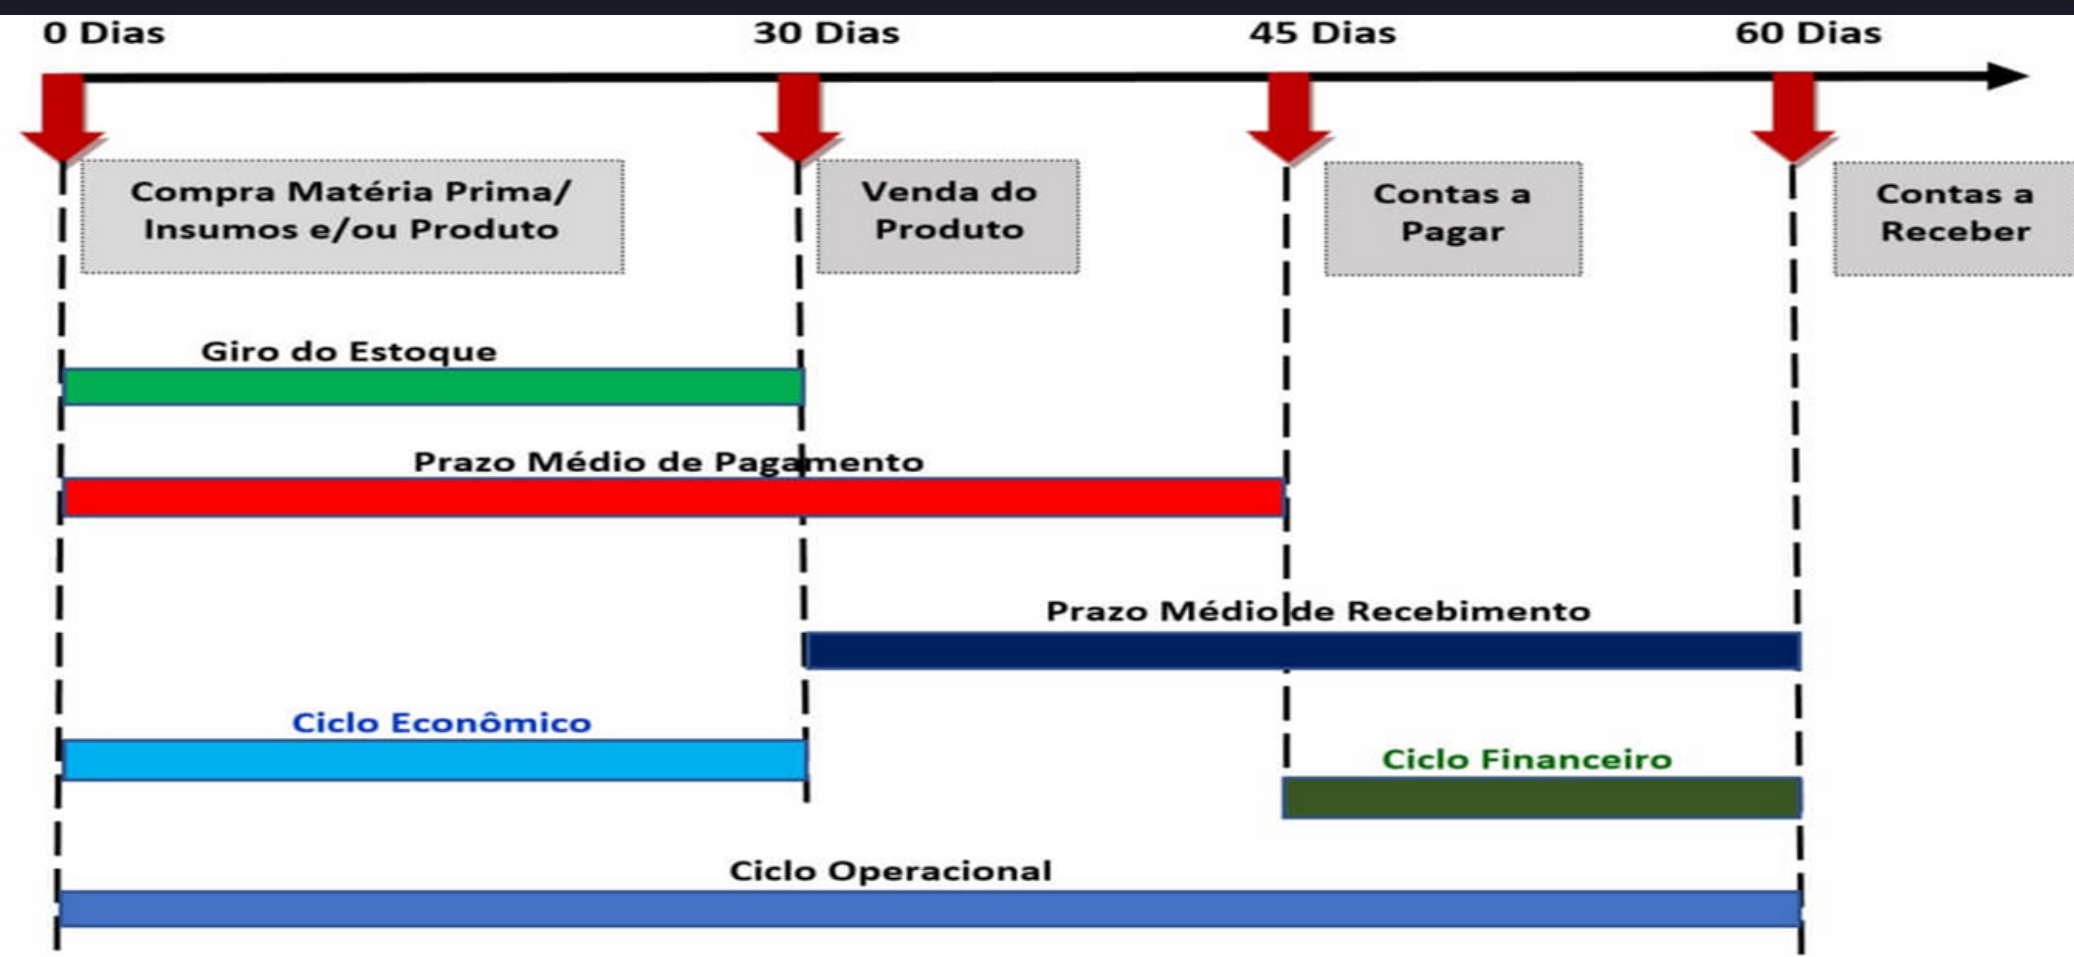 0 Dias
30 Dias
45 Dias
60 Dias
Compra Matéria Prima/
Insumos e/ou Produto
Venda do
Produto
Contas a
Pagar
Contas a
Receber
Giro do Estoque
Prazo Médio de Pagamento
Prazo Médio de Recebimento
Ciclo Econômico
Ciclo Financeiro
Ciclo Operacional